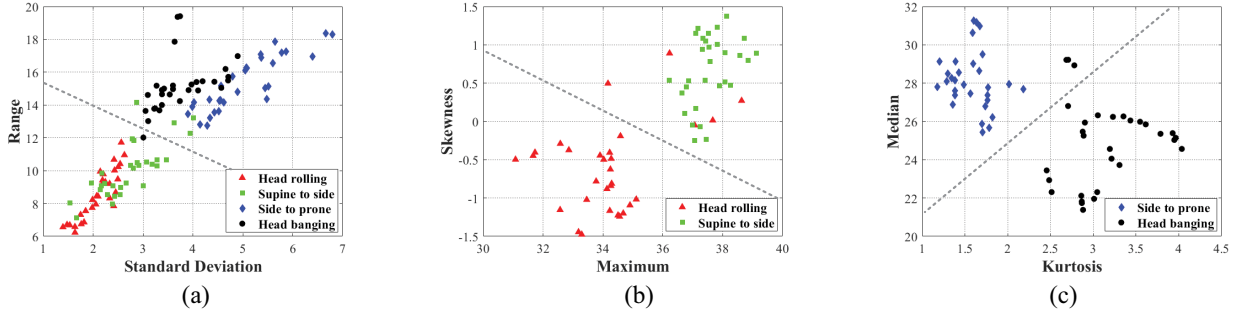 20
18
16
14
12
10
8
6
Range
1 2 3 4 5 6 7
Standard Deviation
Head rolling
Supine to side
Side to prone
Head banging
(a)
1.5
1
0.5
0
-0.5
-1
-1.5
Skewness
30 32 34 36 38 40
Maximum
Head rolling
Supine to side
(b)
32
30
28
26
24
22
20
Median
1 1.5 2 2.5 3 3.5 4 4.5
Kurtosis
Side to prone
Head banging
(c)